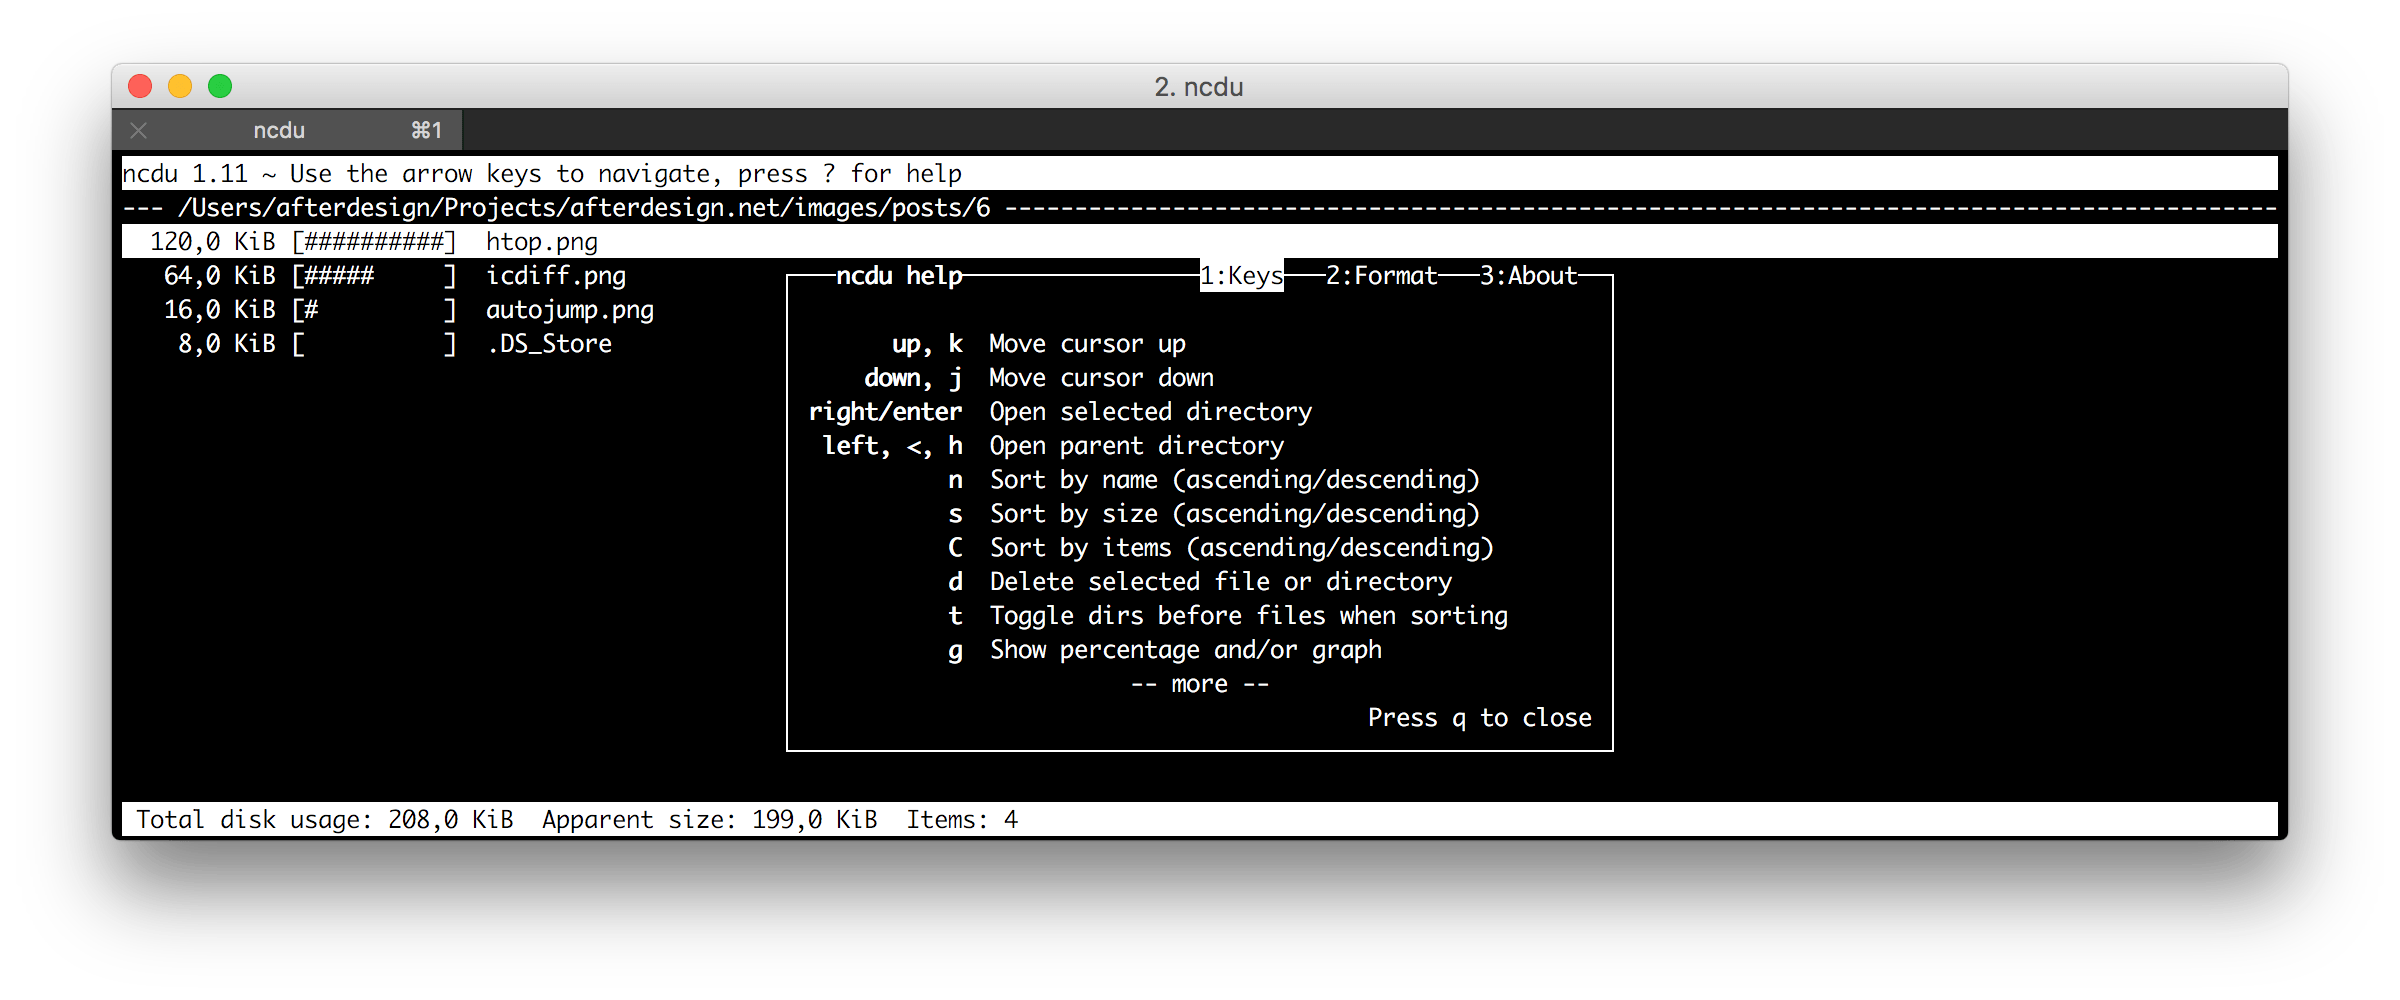 2. ncdu
ncdu ⌘1
ncdu 1.11 ~ Use the arrow keys to navigate, press ? for help
--- /Users/afterdesign/Projects/afterdesign.net/images/posts/6 -------------------------------------------------------------------------------------------
120,0 KiB [##########] htop.png
64,0 KiB [#####     ] icdiff.png
16,0 KiB [#         ] autojump.png
8,0 KiB [          ] .DS_Store
ncdu help 1:Keys 2:Format 3:About
up, k Move cursor up
down, j Move cursor down
right/enter Open selected directory
left, <, h Open parent directory
n Sort by name (ascending/descending)
s Sort by size (ascending/descending)
C Sort by items (ascending/descending)
d Delete selected file or directory
t Toggle dirs before files when sorting
g Show percentage and/or graph
-- more --
Press q to close
Total disk usage: 208,0 KiB Apparent size: 199,0 KiB Items: 4